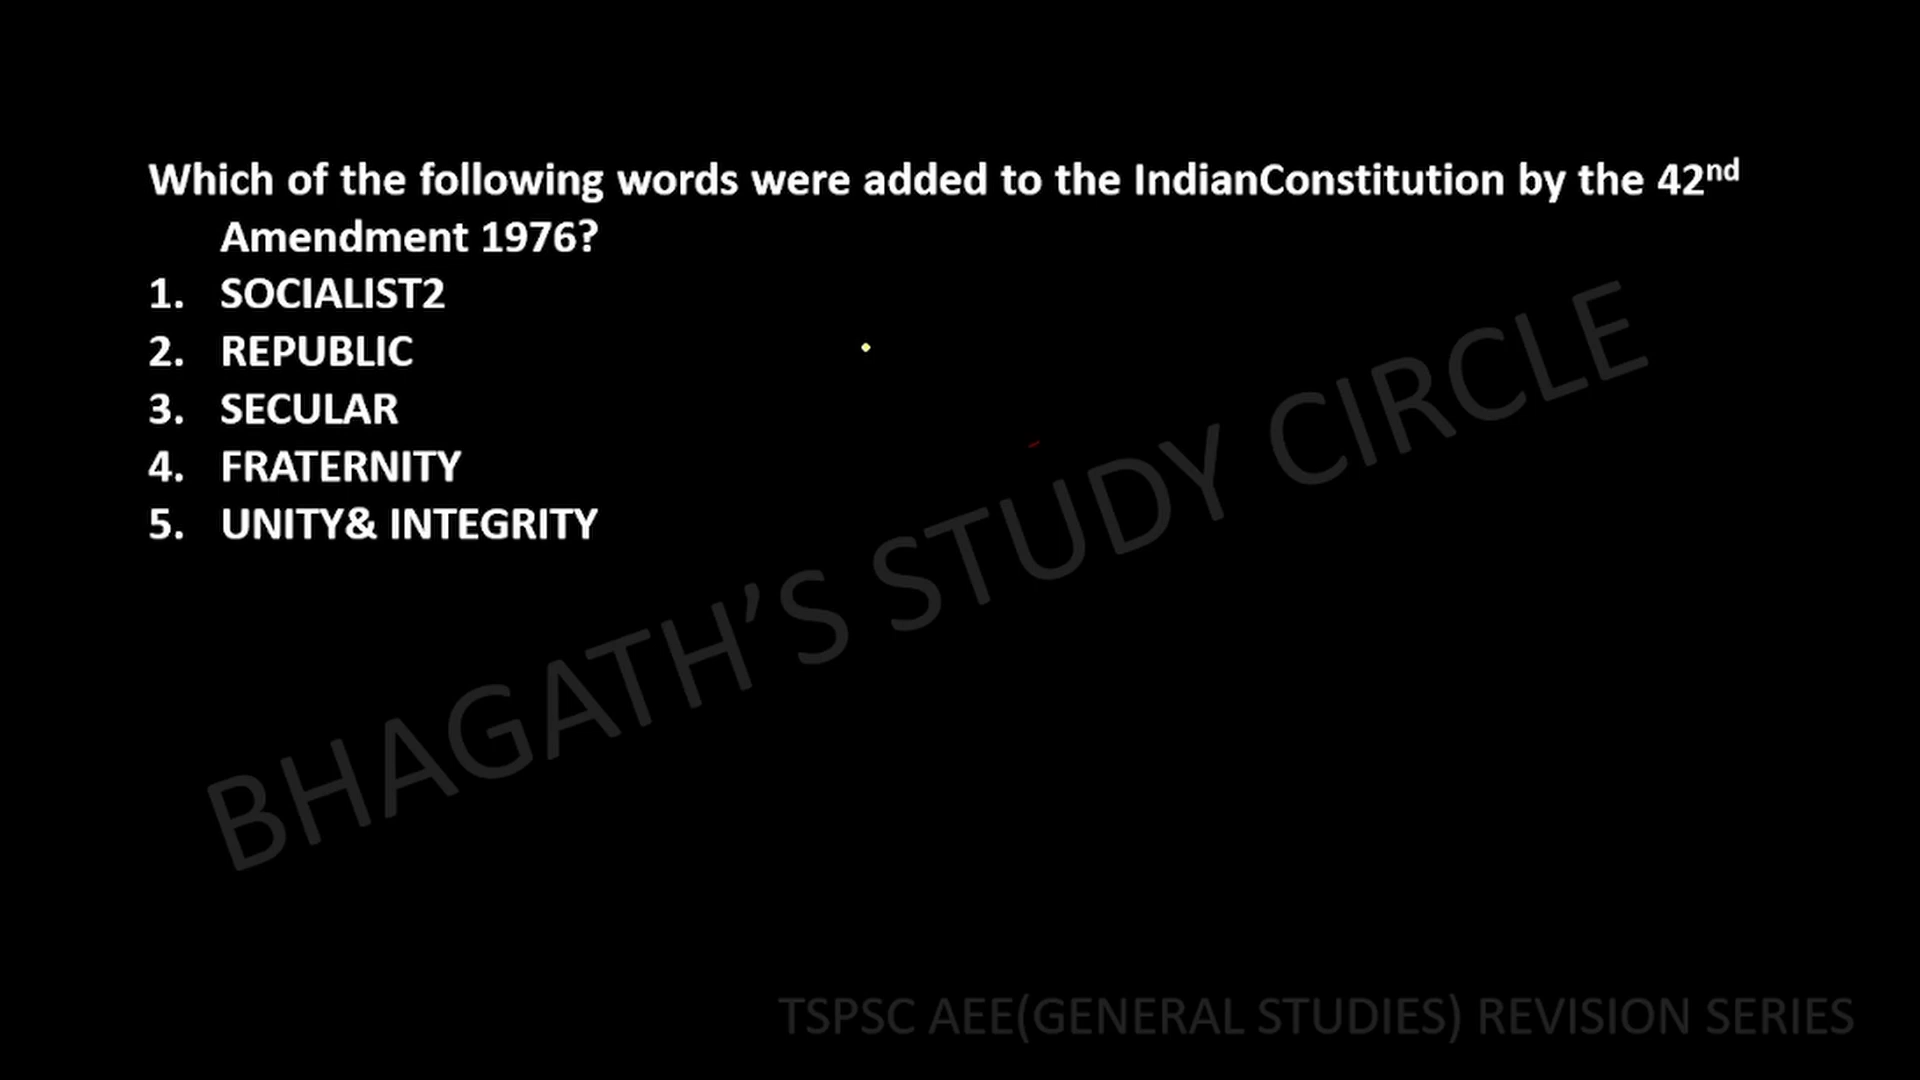 Which of the following words were added to the IndianConstitution by the 42nd
Amendment 1976?
1. SOCIALIST2
2. REPUBLIC
3. SECULAR
4. FRATERNITY
5. UNITY& INTEGRITY
BHAGATH’S STUDY CIRCLE
TSPSC AEE(GENERAL STUDIES) REVISION SERIES